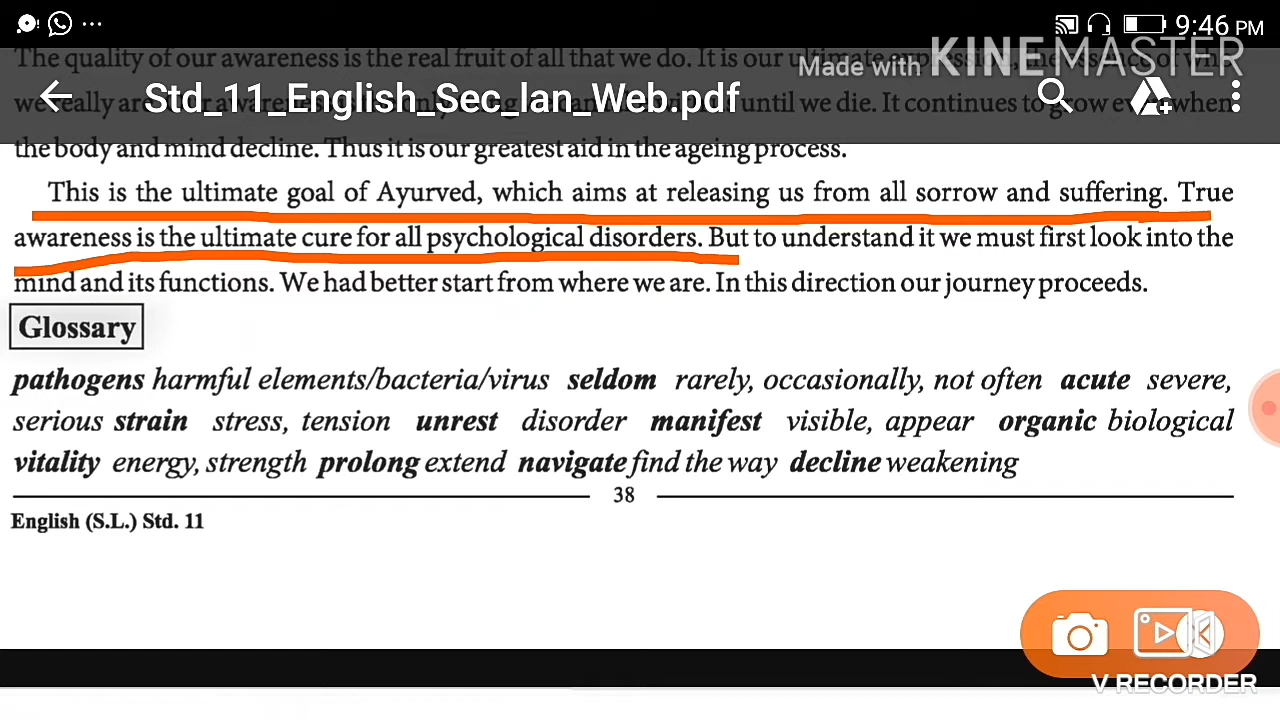 9:46 PM
Made with KINEMASTER
Std_11_English_Sec_lan_Web.pdf
The quality of our awareness is the real fruit of all that we do. It is our
until we die. It continues to grow even when
the body and mind decline. Thus it is our greatest aid in the ageing process.
This is the ultimate goal of Ayurved, which aims at releasing us from all sorrow and suffering. True
awareness is the ultimate cure for all psychological disorders. But to understand it we must first look into the
mind and its functions. We had better start from where we are. In this direction our journey proceeds.
Glossary
pathogens harmful elements/bacteria/virus seldom rarely, occasionally, not often acute severe,
serious strain stress, tension unrest disorder manifest visible, appear organic biological
vitality energy, strength prolong extend navigate find the way decline weakening
38
English (S.L.) Std. 11
V RECORDER